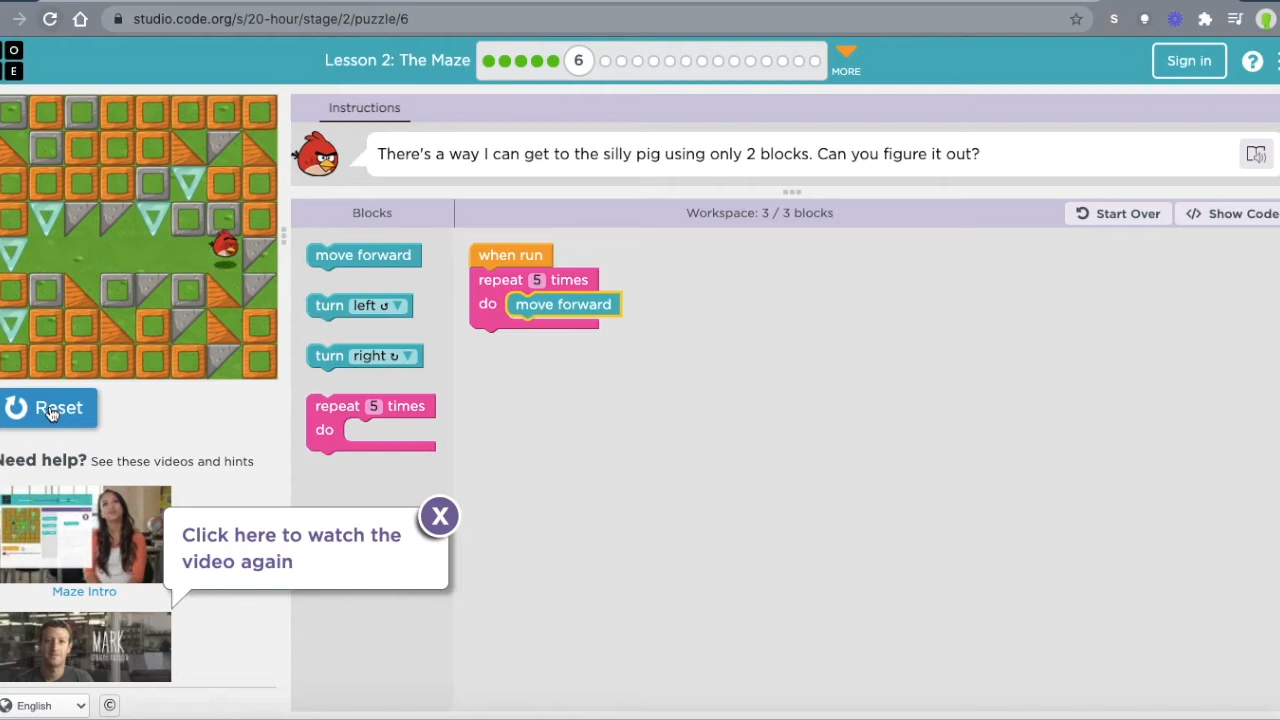 studio.code.org/s/20-hour/stage/2/puzzle/6
S
O
E
Lesson 2: The Maze
6
MORE
Sign in
?
Instructions
There's a way I can get to the silly pig using only 2 blocks. Can you figure it out?
Blocks
Workspace: 3 / 3 blocks
Start Over
</> Show Code
move forward
turn left ↺
turn right ↻
repeat 5 times
do
when run
repeat 5 times
do move forward
Reset
Need help? See these videos and hints
Click here to watch the
video again
X
Maze Intro
MARK
English
©